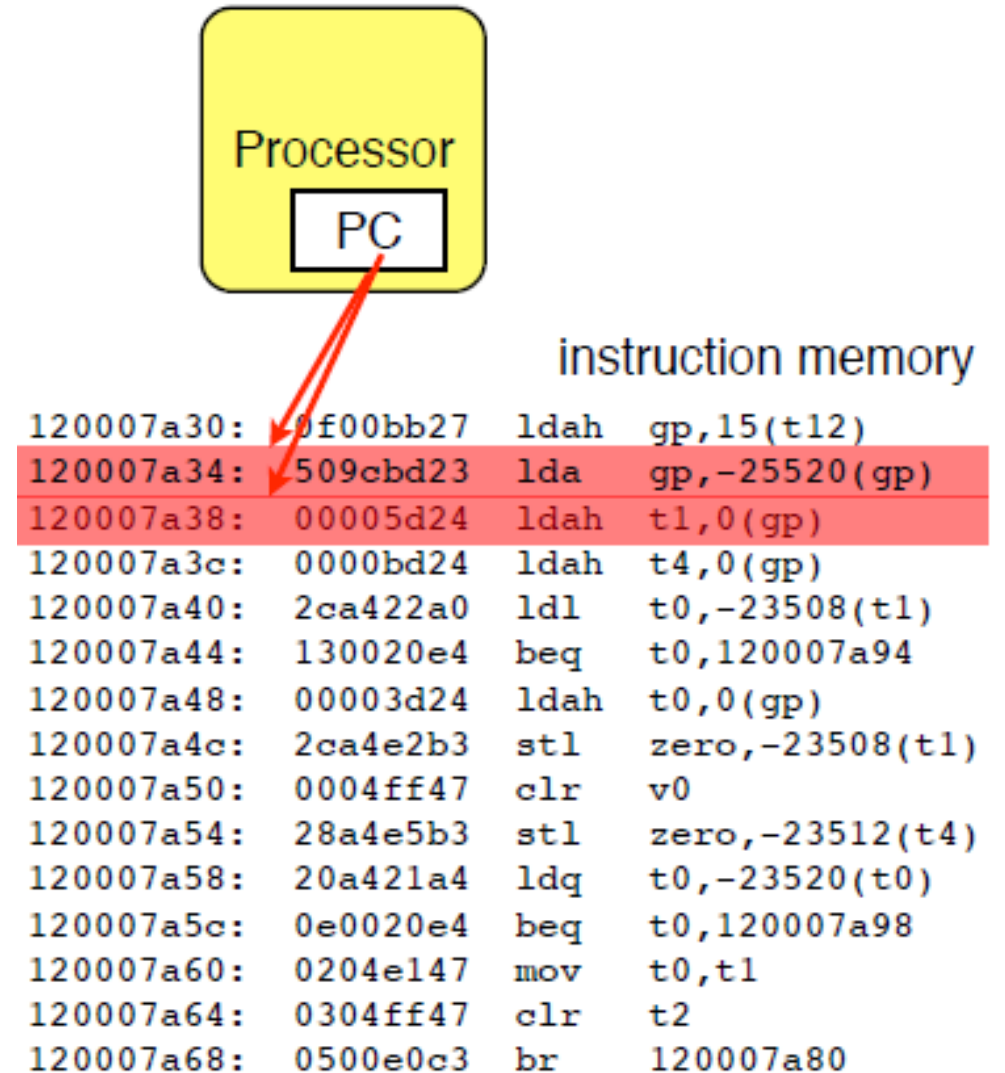 Processor
PC
instruction memory
120007a30: 0f00bb27 ldah gp,15(t12)
120007a34: 509cbd23 lda gp,-25520(gp)
120007a38: 00005d24 ldah t1,0(gp)
120007a3c: 0000bd24 ldah t4,0(gp)
120007a40: 2ca422a0 ldl t0,-23508(t1)
120007a44: 130020e4 beq t0,120007a94
120007a48: 00003d24 ldah t0,0(gp)
120007a4c: 2ca4e2b3 stl zero,-23508(t1)
120007a50: 0004ff47 clr v0
120007a54: 28a4e5b3 stl zero,-23512(t4)
120007a58: 20a421a4 ldq t0,-23520(t0)
120007a5c: 0e0020e4 beq t0,120007a98
120007a60: 0204e147 mov t0,t1
120007a64: 0304ff47 clr t2
120007a68: 0500e0c3 br 120007a80